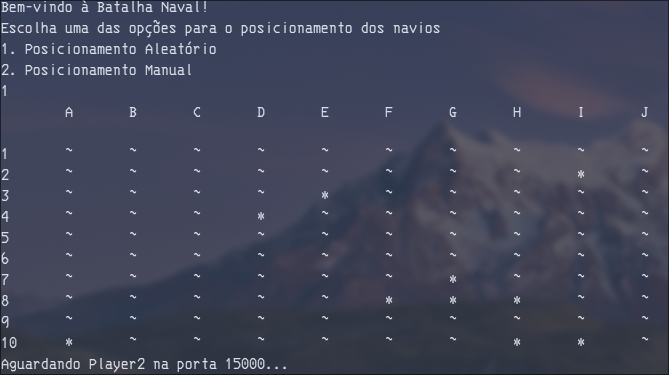 Bem-vindo à Batalha Naval!
Escolha uma das opções para o posicionamento dos navios
1. Posicionamento Aleatório
2. Posicionamento Manual
1
A B C D E F G H I J
1 ~ ~ ~ ~ ~ ~ ~ ~ ~ ~
2 ~ ~ ~ ~ ~ ~ ~ ~ * ~
3 ~ ~ ~ ~ * ~ ~ ~ ~ ~
4 ~ ~ ~ * ~ ~ ~ ~ ~ ~
5 ~ ~ ~ ~ ~ ~ ~ ~ ~ ~
6 ~ ~ ~ ~ ~ ~ ~ ~ ~ ~
7 ~ ~ ~ ~ ~ ~ * ~ ~ ~
8 ~ ~ ~ ~ ~ * * * ~ ~
9 ~ ~ ~ ~ ~ ~ ~ ~ ~ ~
10 * ~ ~ ~ ~ ~ ~ * * ~
Aguardando Player2 na porta 15000...